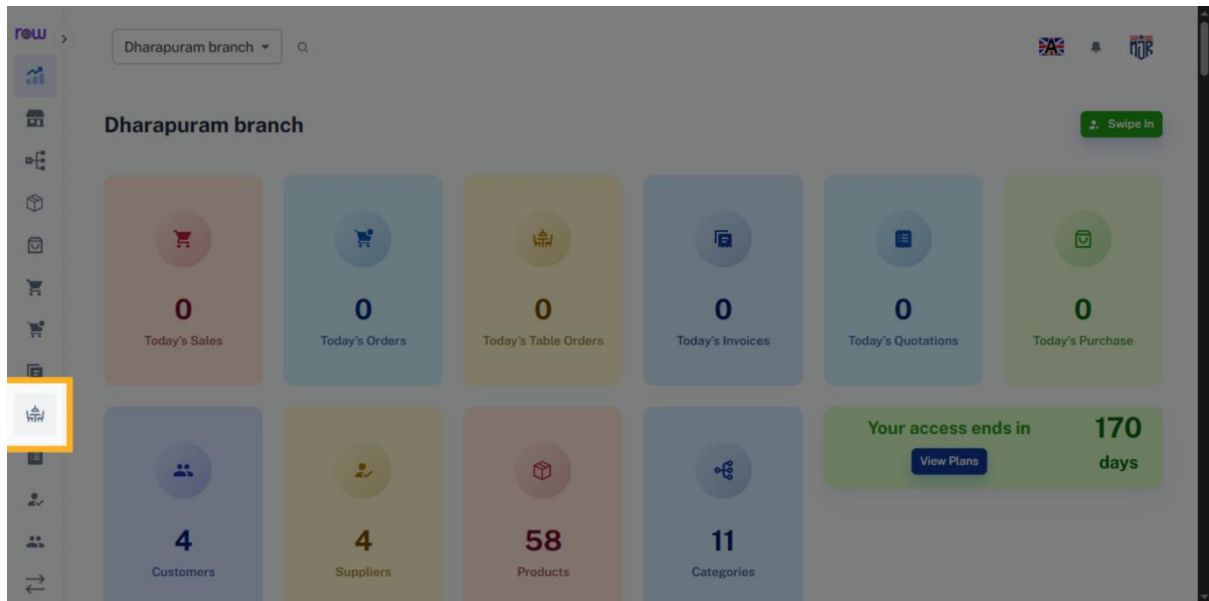 row
Dharapuram branch
A
MJR
Dharapuram branch
Swipe In
0
Today's Sales
0
Today's Orders
0
Today's Table Orders
0
Today's Invoices
0
Today's Quotations
0
Today's Purchase
4
Customers
4
Suppliers
58
Products
11
Categories
Your access ends in
View Plans
170
days